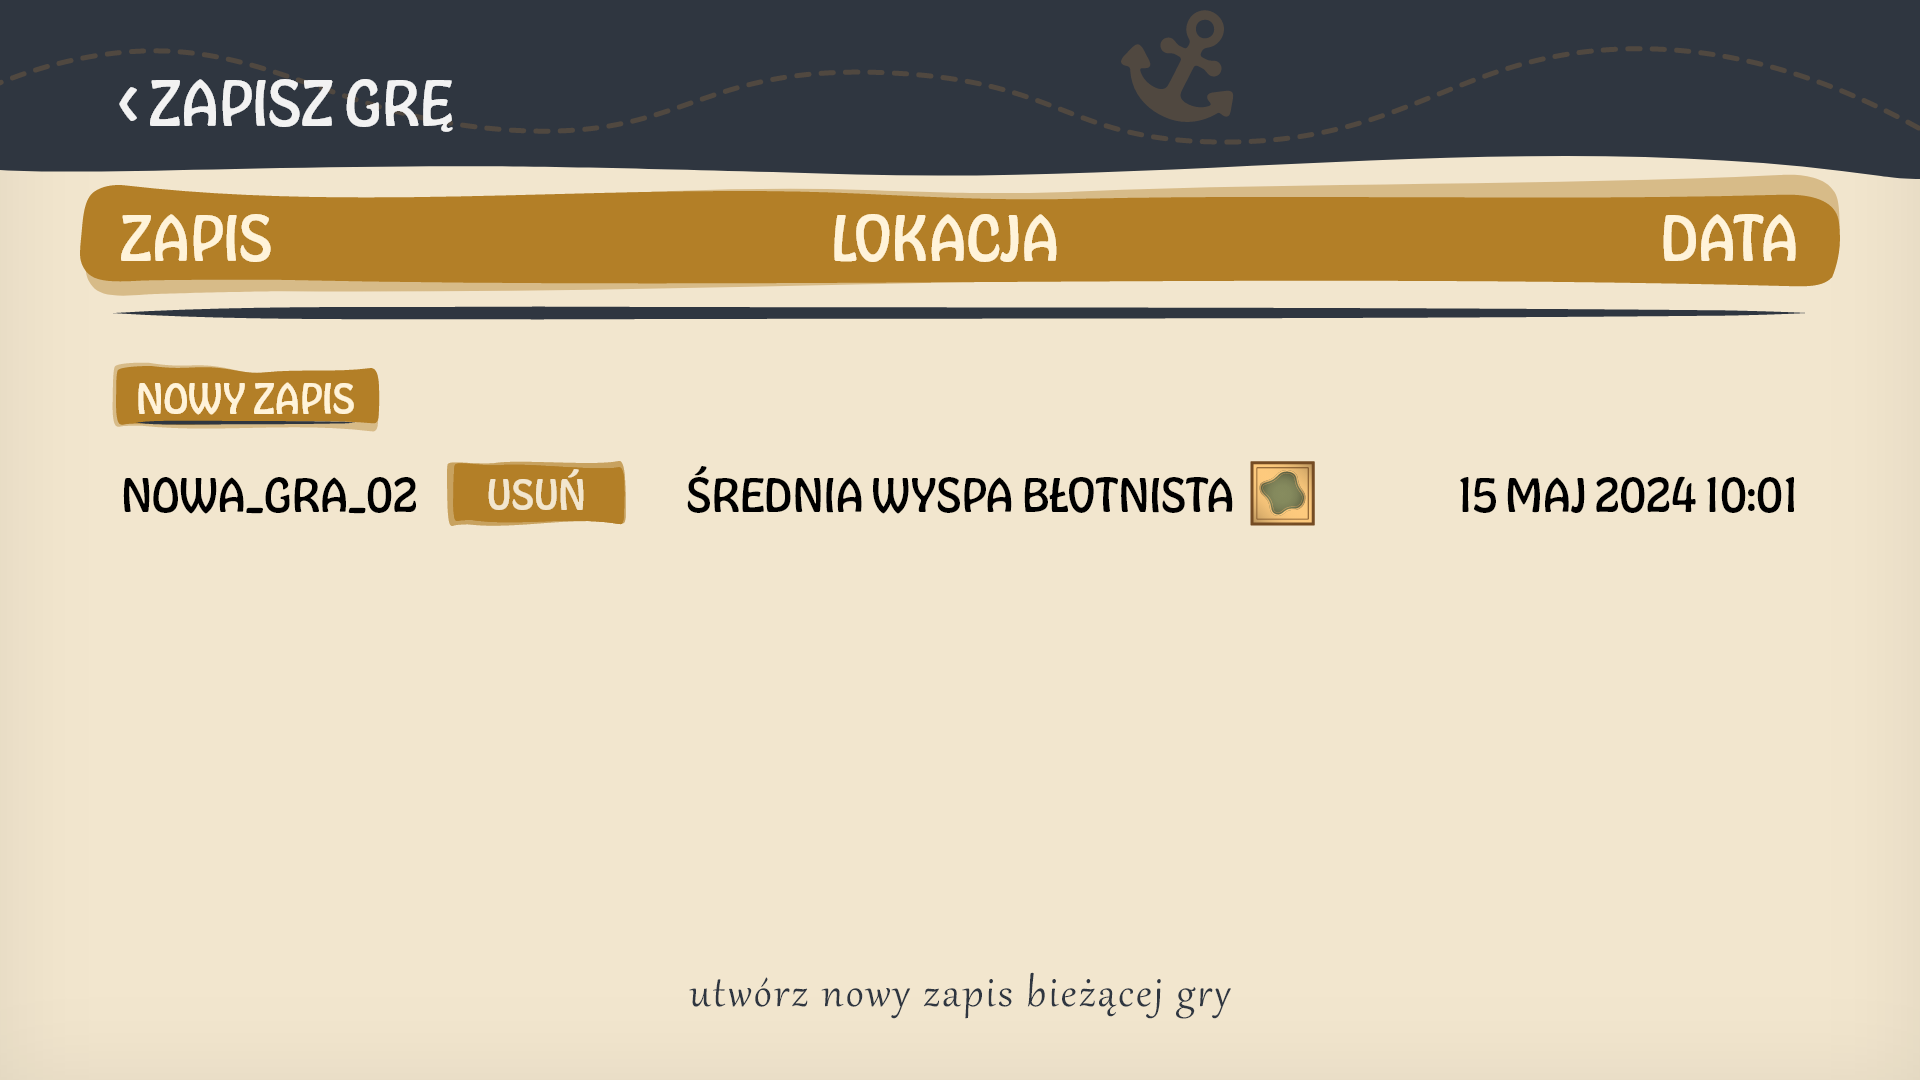 ‹ ZAPISZ GRĘ
ZAPIS LOKACJA DATA
NOWY ZAPIS
NOWA_GRA_02 USUŃ ŚREDNIA WYSPA BŁOTNISTA 15 MAJ 2024 10:01
utwórz nowy zapis bieżącej gry